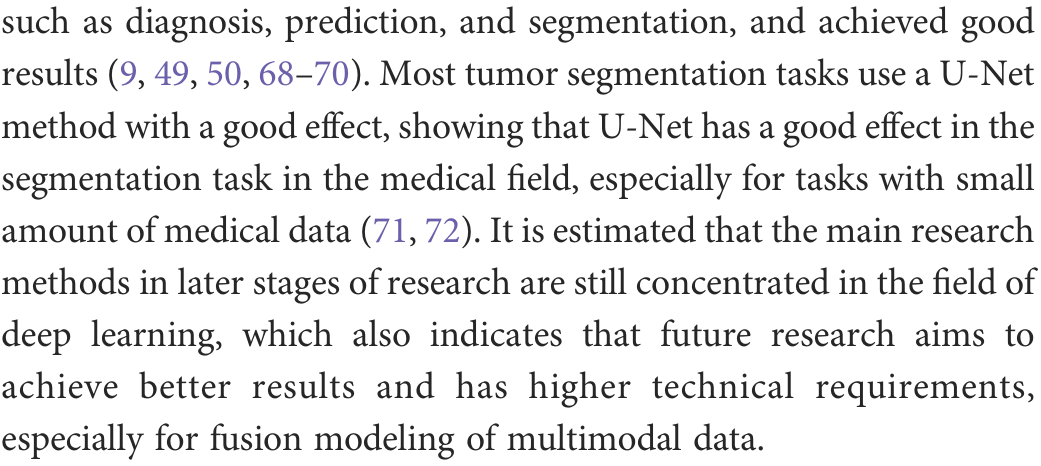 such as diagnosis, prediction, and segmentation, and achieved good
results (9, 49, 50, 68–70). Most tumor segmentation tasks use a U-Net
method with a good effect, showing that U-Net has a good effect in the
segmentation task in the medical field, especially for tasks with small
amount of medical data (71, 72). It is estimated that the main research
methods in later stages of research are still concentrated in the field of
deep learning, which also indicates that future research aims to
achieve better results and has higher technical requirements,
especially for fusion modeling of multimodal data.